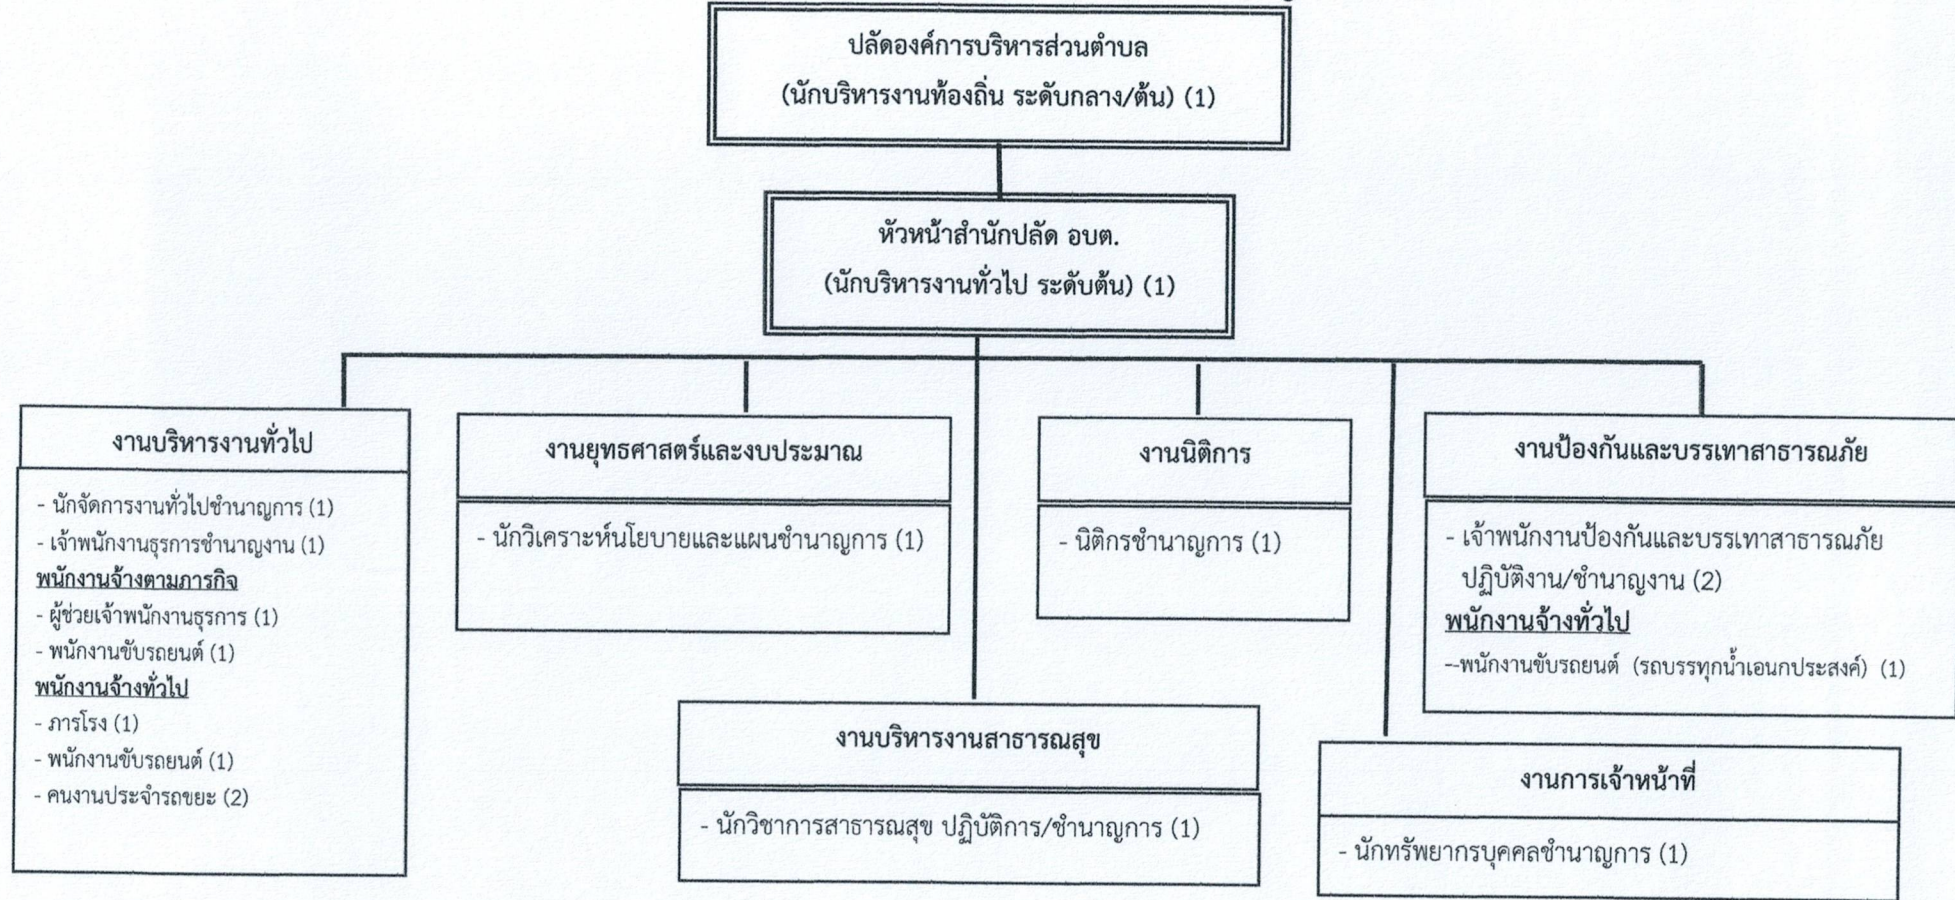 ปลัดองค์การบริหารส่วนตำบล
(นักบริหารงานท้องถิ่น ระดับกลาง/ต้น) (1)
หัวหน้าสำนักปลัด อบต.
(นักบริหารงานทั่วไป ระดับต้น) (1)
งานบริหารงานทั่วไป
- นักจัดการงานทั่วไปชำนาญการ (1)
- เจ้าพนักงานธุรการชำนาญงาน (1)
พนักงานจ้างตามภารกิจ
- ผู้ช่วยเจ้าพนักงานธุรการ (1)
- พนักงานขับรถยนต์ (1)
พนักงานจ้างทั่วไป
- ภารโรง (1)
- พนักงานขับรถยนต์ (1)
- คนงานประจำรถขยะ (2)
งานยุทธศาสตร์และงบประมาณ
- นักวิเคราะห์นโยบายและแผนชำนาญการ (1)
งานนิติการ
- นิติกรชำนาญการ (1)
งานป้องกันและบรรเทาสาธารณภัย
- เจ้าพนักงานป้องกันและบรรเทาสาธารณภัย
ปฏิบัติงาน/ชำนาญงาน (2)
พนักงานจ้างทั่วไป
--พนักงานขับรถยนต์ (รถบรรทุกน้ำเอนกประสงค์) (1)
งานบริหารงานสาธารณสุข
- นักวิชาการสาธารณสุข ปฏิบัติการ/ชำนาญการ (1)
งานการเจ้าหน้าที่
- นักทรัพยากรบุคคลชำนาญการ (1)